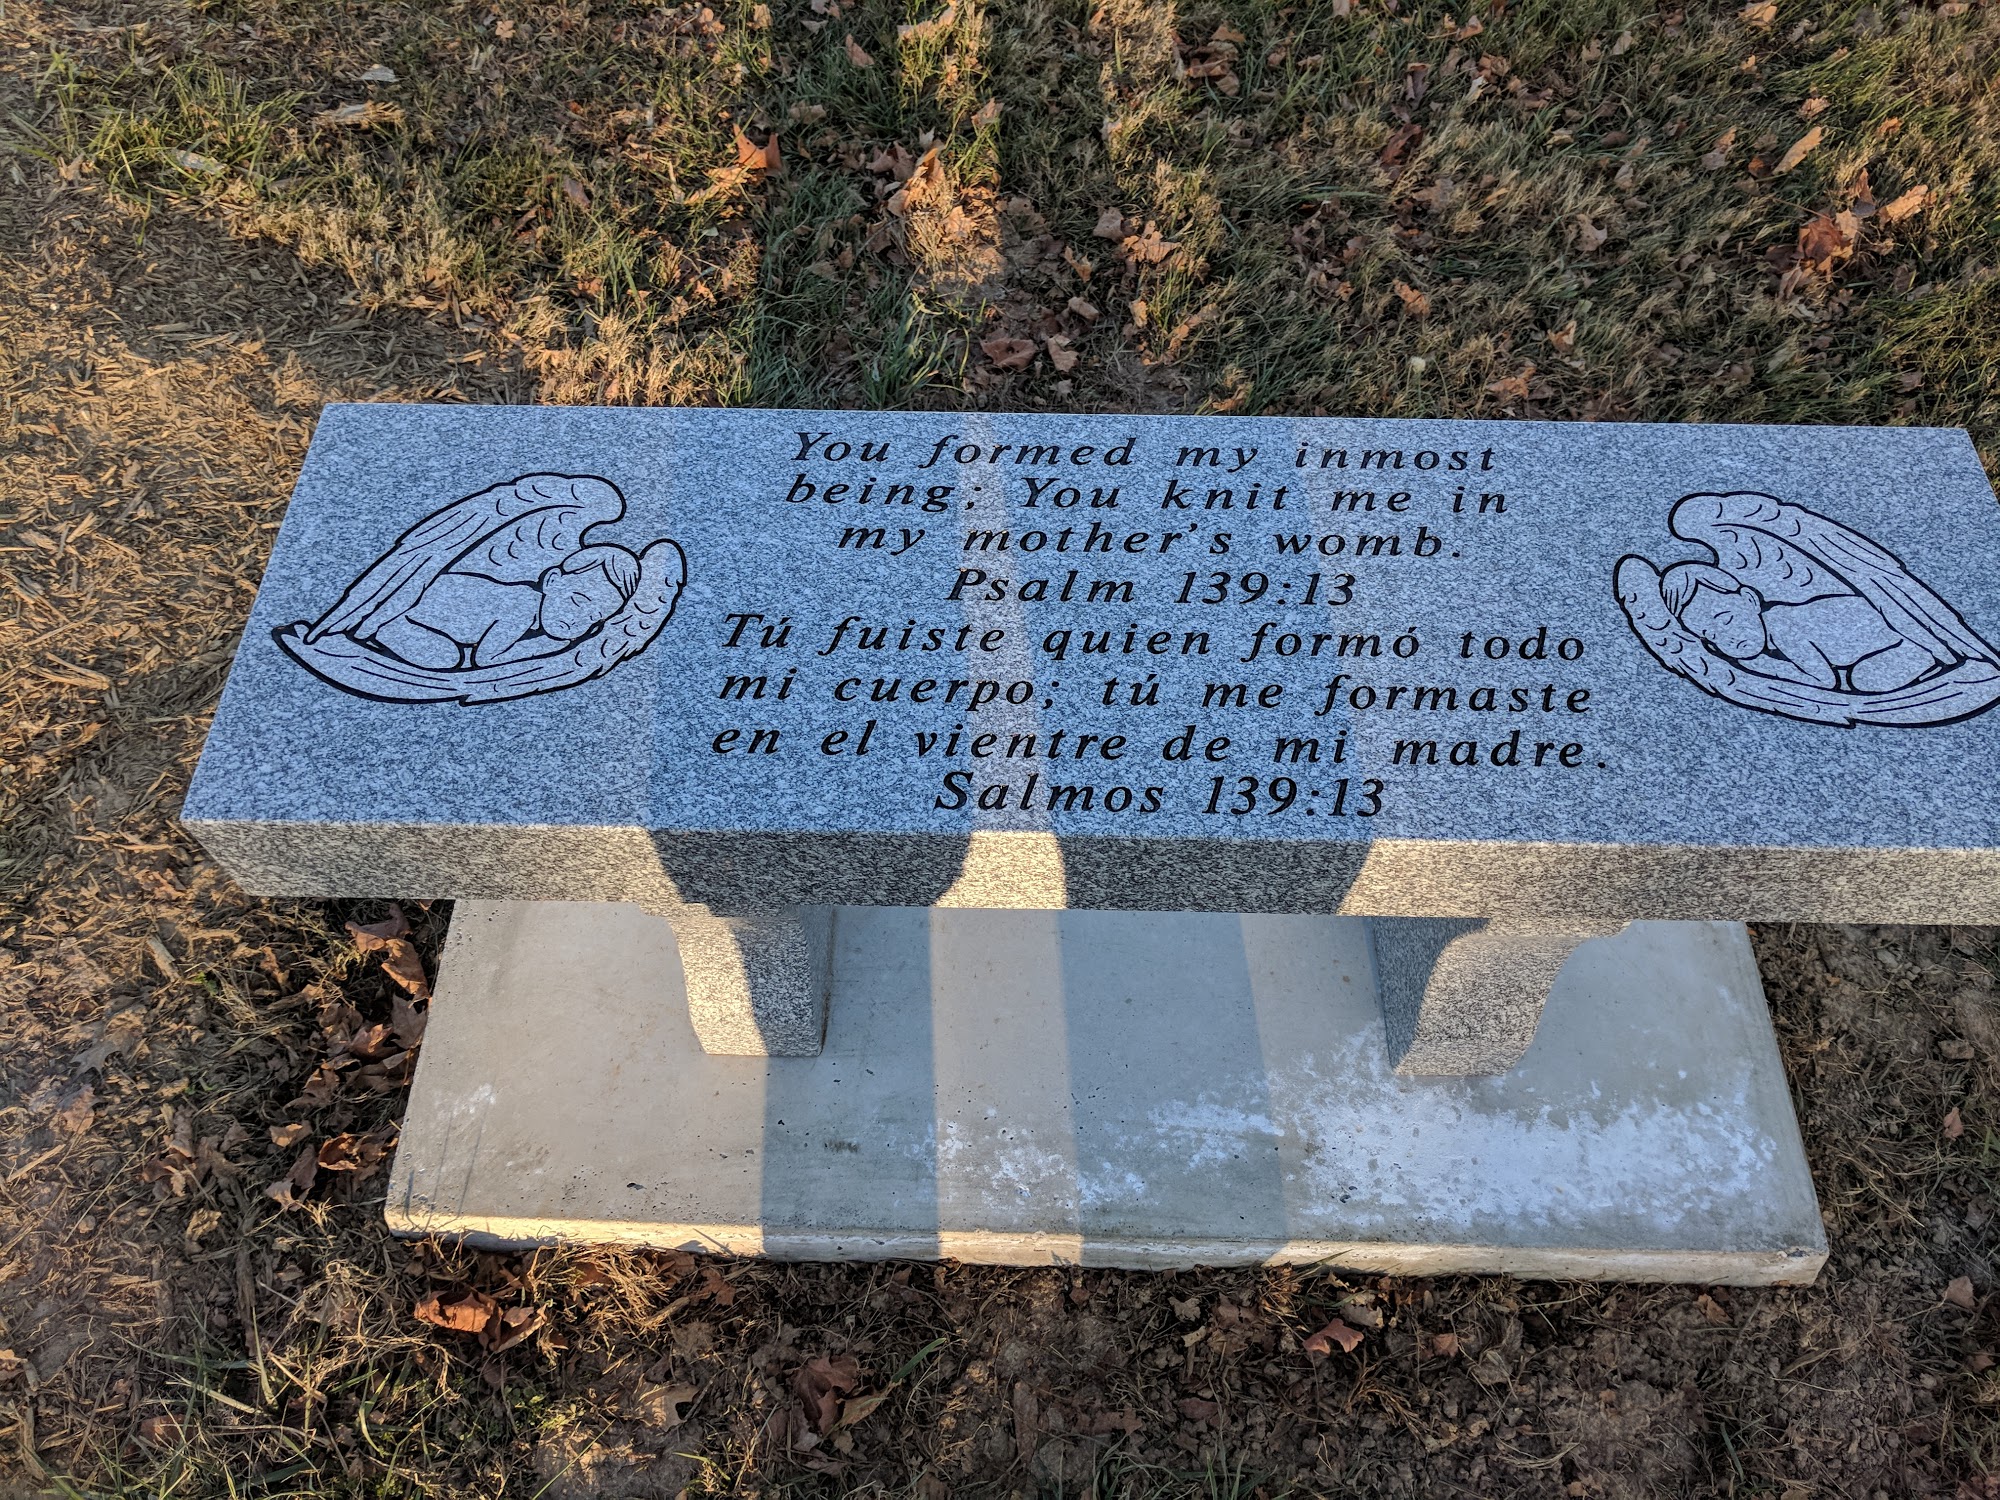 You formed my inmost
being; You knit me in
my mother's womb.
Psalm 139:13
Tú fuiste quien formó todo
mi cuerpo; tú me formaste
en el vientre de mi madre.
Salmos 139:13